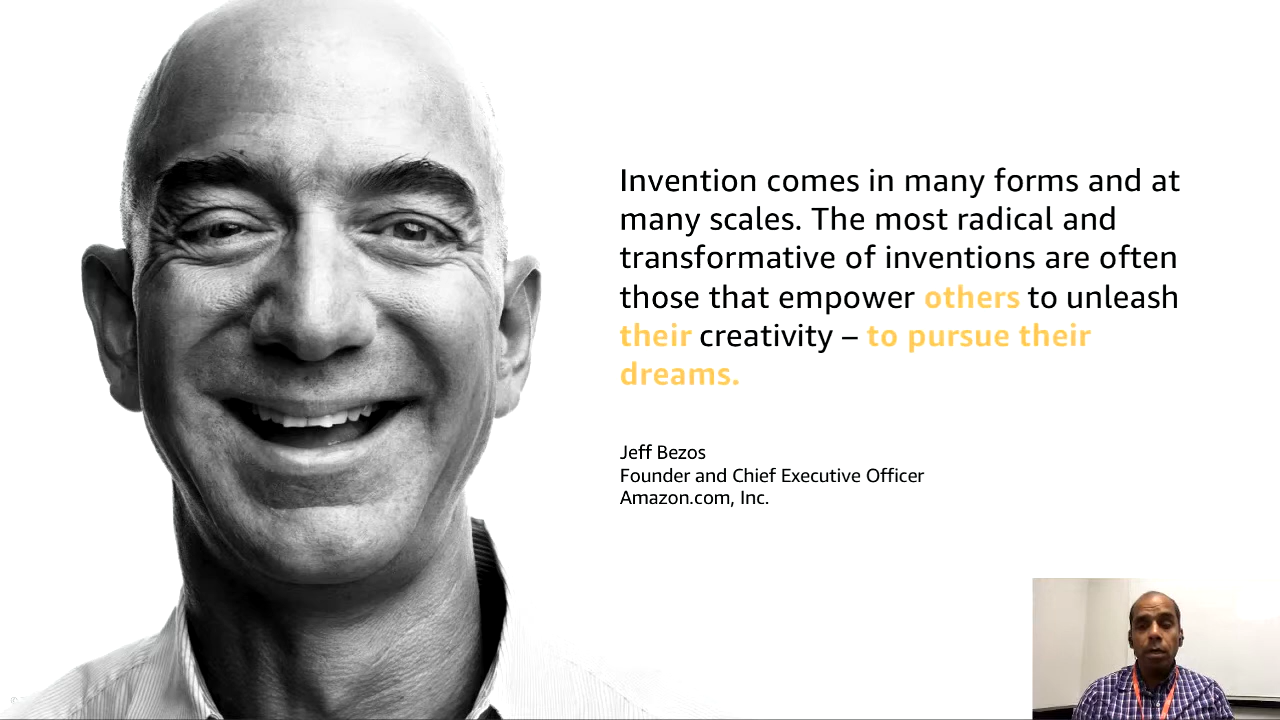 Invention comes in many forms and at
many scales. The most radical and
transformative of inventions are often
those that empower others to unleash
their creativity – to pursue their
dreams.
Jeff Bezos
Founder and Chief Executive Officer
Amazon.com, Inc.